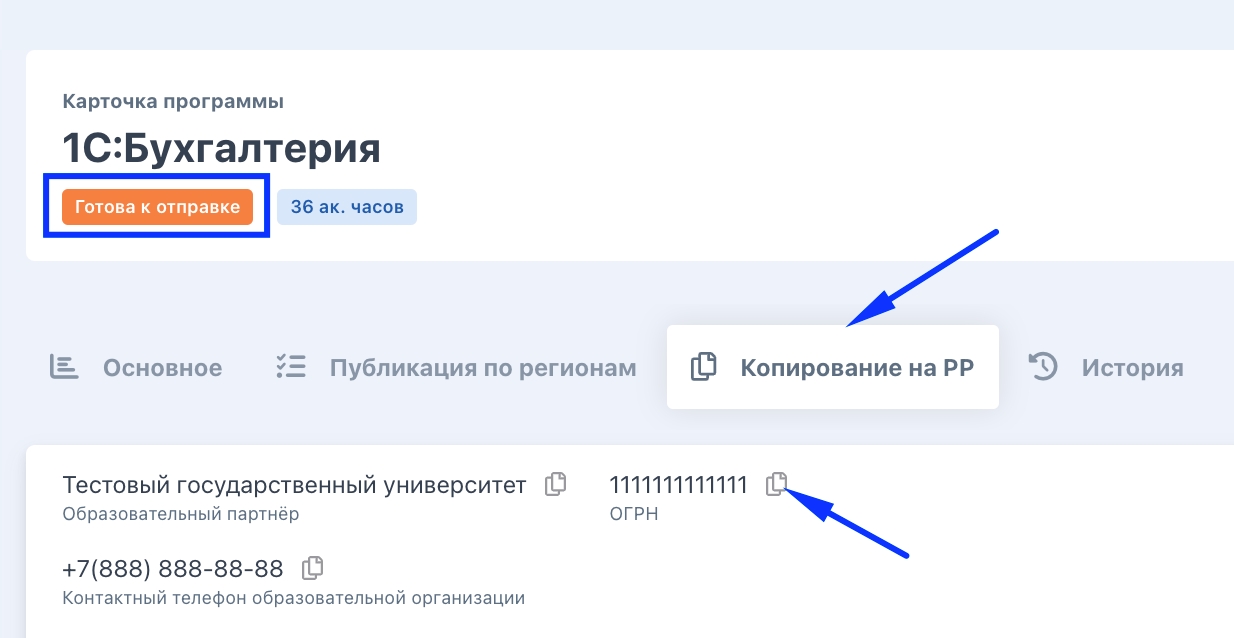 Карточка программы
1С:Бухгалтерия
Готова к отправке 36 ак. часов
Основное Публикация по регионам Копирование на РР История
Тестовый государственный университет 1111111111111
Образовательный партнёр ОГРН
+7(888) 888-88-88
Контактный телефон образовательной организации